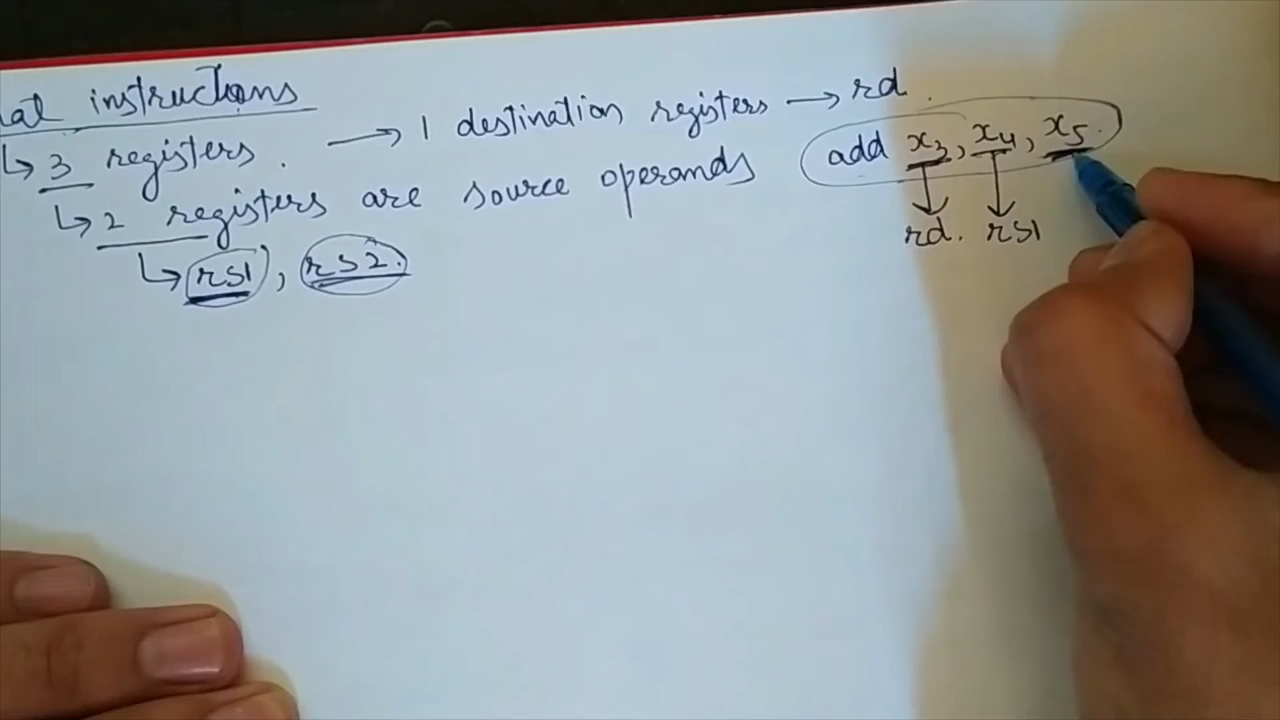 instructions
↳ 3 registers. → 1 destination registers → rd.
↳ 2 registers are source operands
↳ rs1, rs2.
add x3, x4, x5.
rd. rs1